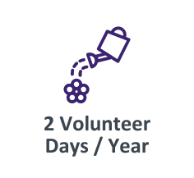 2 Volunteer
Days / Year